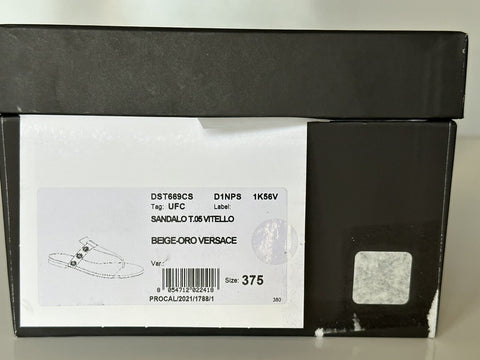 DST669CS D1NPS 1K56V
Tag: UFC Label:
SANDALO T.05 VITELLO
BEIGE-ORO VERSACE
Var.:
Size: 375
8 054712 022416
PROCAL/2021/1788/1 380